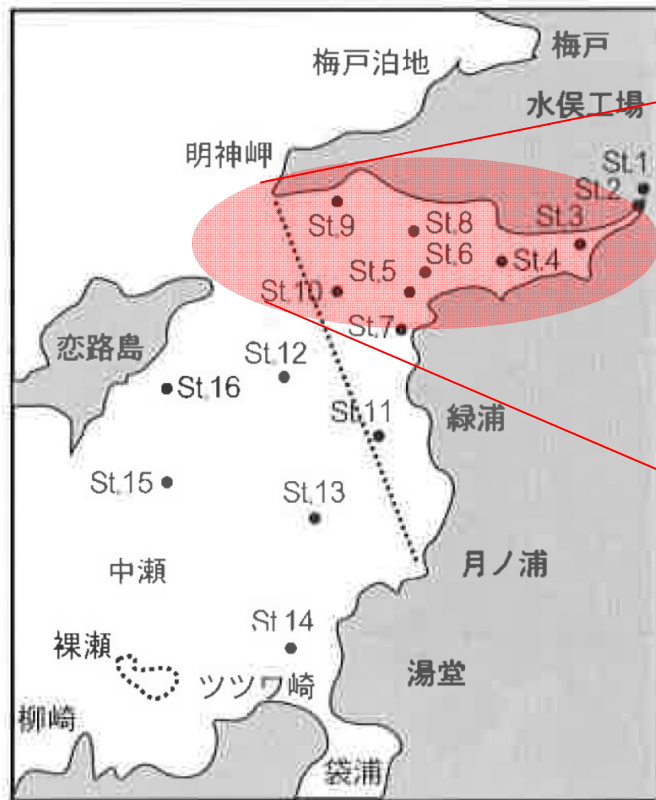 梅戸
梅戸泊地
水俣工場
明神岬
St.1
St.2
St.3
St.9
St.8
St.6
St.4
St.5
St.10
St.7
恋路島
St.12
St.16
St.11
緑浦
St.15
St.13
中瀬
月ノ浦
St 14
裸瀬
湯堂
ツツワ崎
柳崎
袋浦